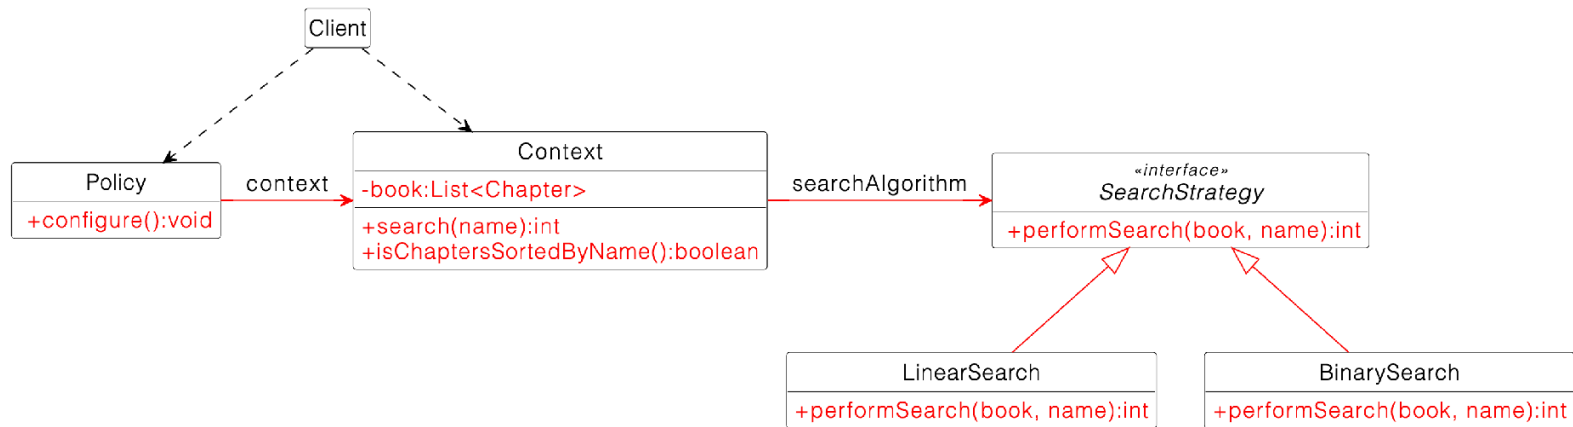 Client
Policy
+configure():void
context
Context
-book:List<Chapter>
+search(name):int
+isChaptersSortedByName():boolean
searchAlgorithm
«interface»
SearchStrategy
+performSearch(book, name):int
LinearSearch
+performSearch(book, name):int
BinarySearch
+performSearch(book, name):int